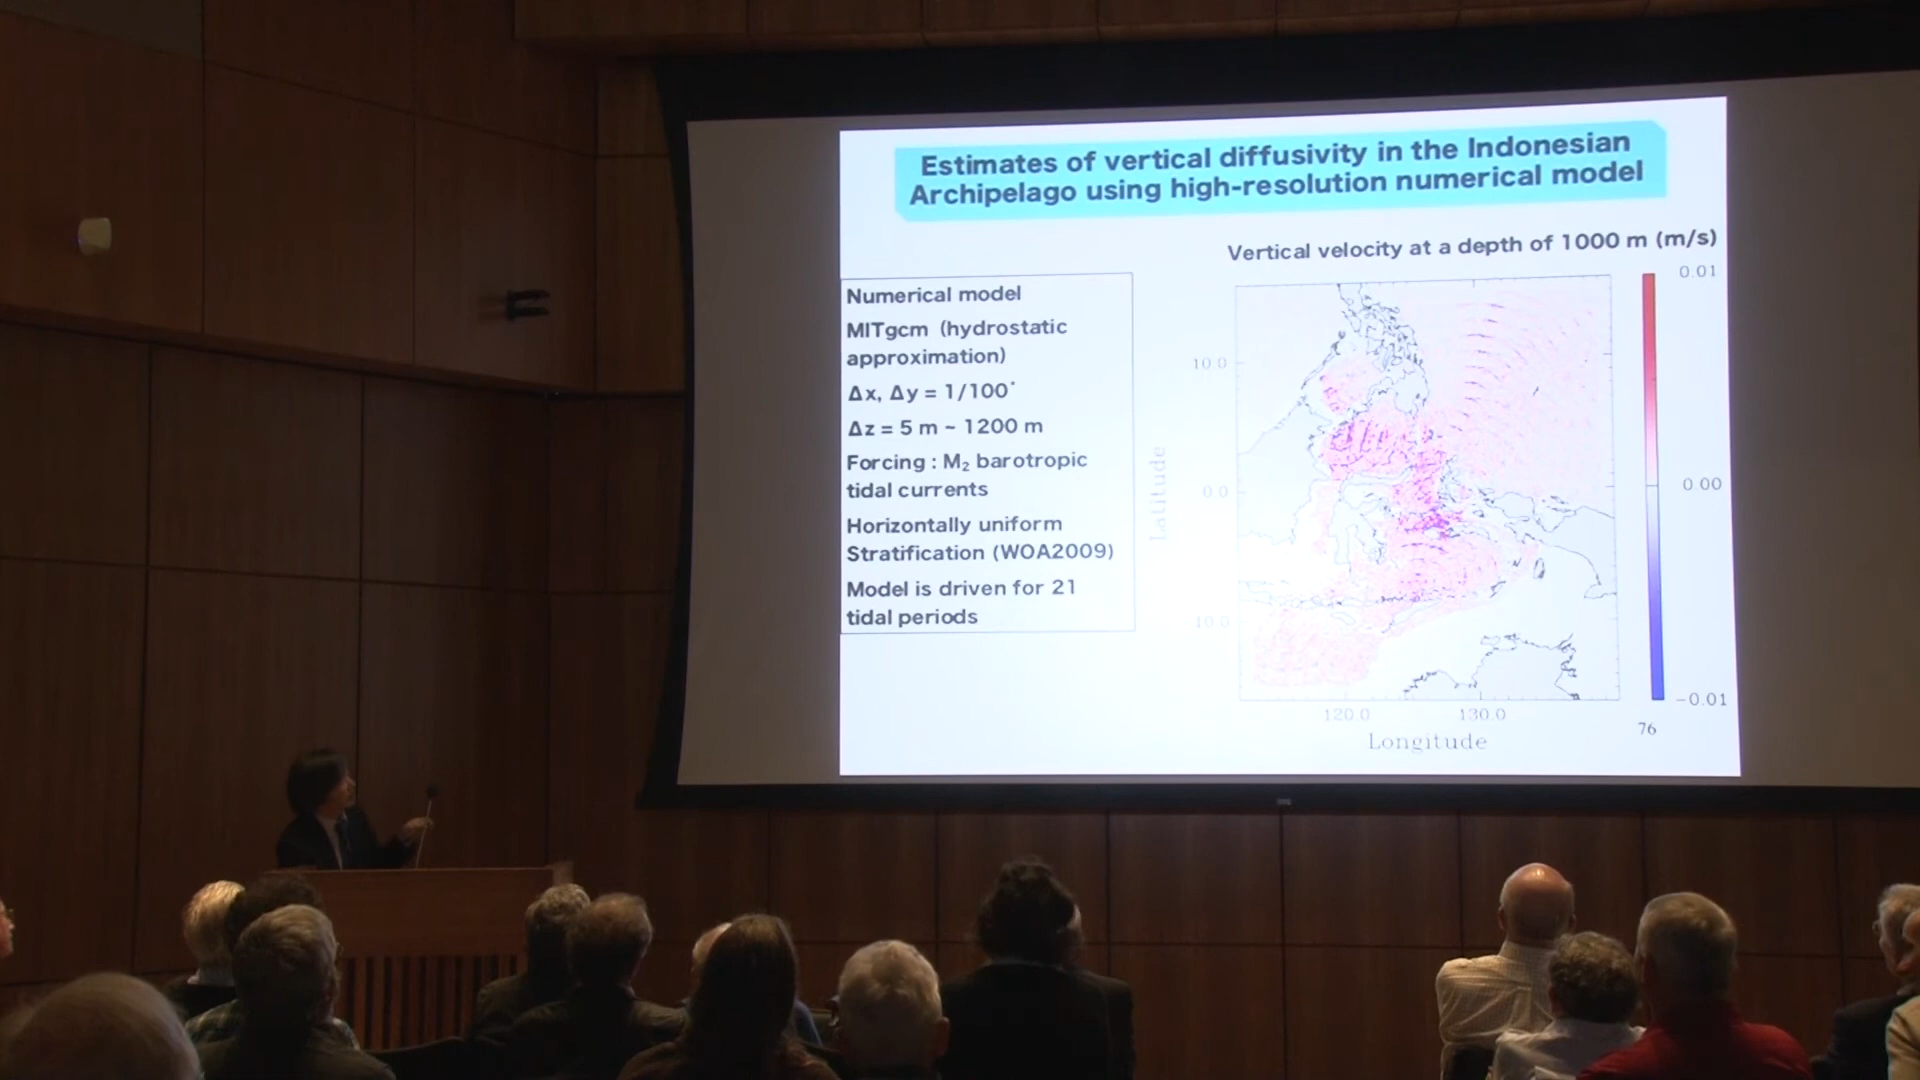 Estimates of vertical diffusivity in the Indonesian
Archipelago using high-resolution numerical model
Numerical model
MITgcm (hydrostatic
approximation)
Δx, Δy = 1/100°
Δz = 5 m ~ 1200 m
Forcing : M₂ barotropic
tidal currents
Horizontally uniform
Stratification (WOA2009)
Model is driven for 21
tidal periods
Vertical velocity at a depth of 1000 m (m/s)
10.0
0.0
10.0
Latitude
120.0 130.0
Longitude
0.01
0.00
-0.01
76